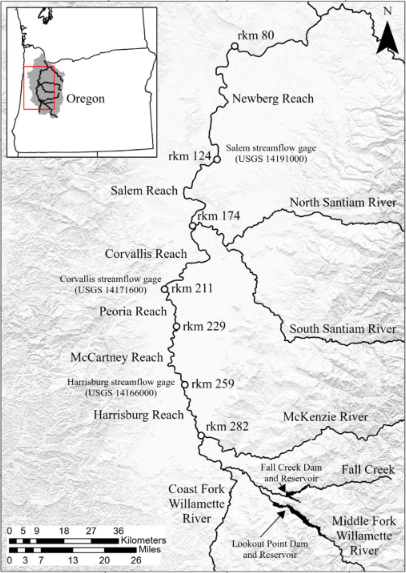 N
rkm 80
Oregon
Newberg Reach
Salem streamflow gage
(USGS 14191000)
rkm 124
Salem Reach
North Santiam River
rkm 174
Corvallis Reach
Corvallis streamflow gage
(USGS 14171600)
rkm 211
Peoria Reach
rkm 229
South Santiam River
McCartney Reach
Harrisburg streamflow gage
(USGS 14166000)
rkm 259
Harrisburg Reach
McKenzie River
rkm 282
Fall Creek Dam
and Reservoir
Fall Creek
Coast Fork
Willamette
River
Middle Fork
Willamette
River
Lookout Point Dam
and Reservoir
0 4.5 9 18 27 36
Kilometers
Miles
0 3 7 13 20 26